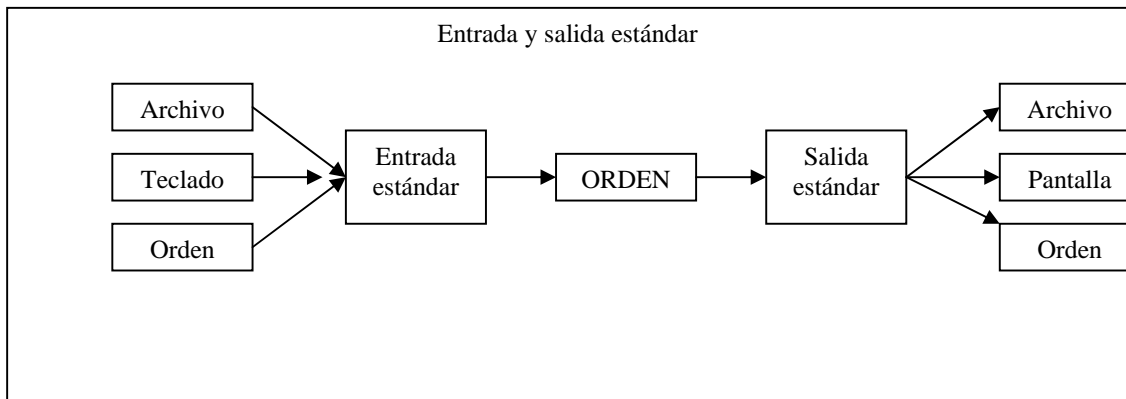 Entrada y salida estándar
Archivo
Teclado
Orden
Entrada
estándar
ORDEN
Salida
estándar
Archivo
Pantalla
Orden